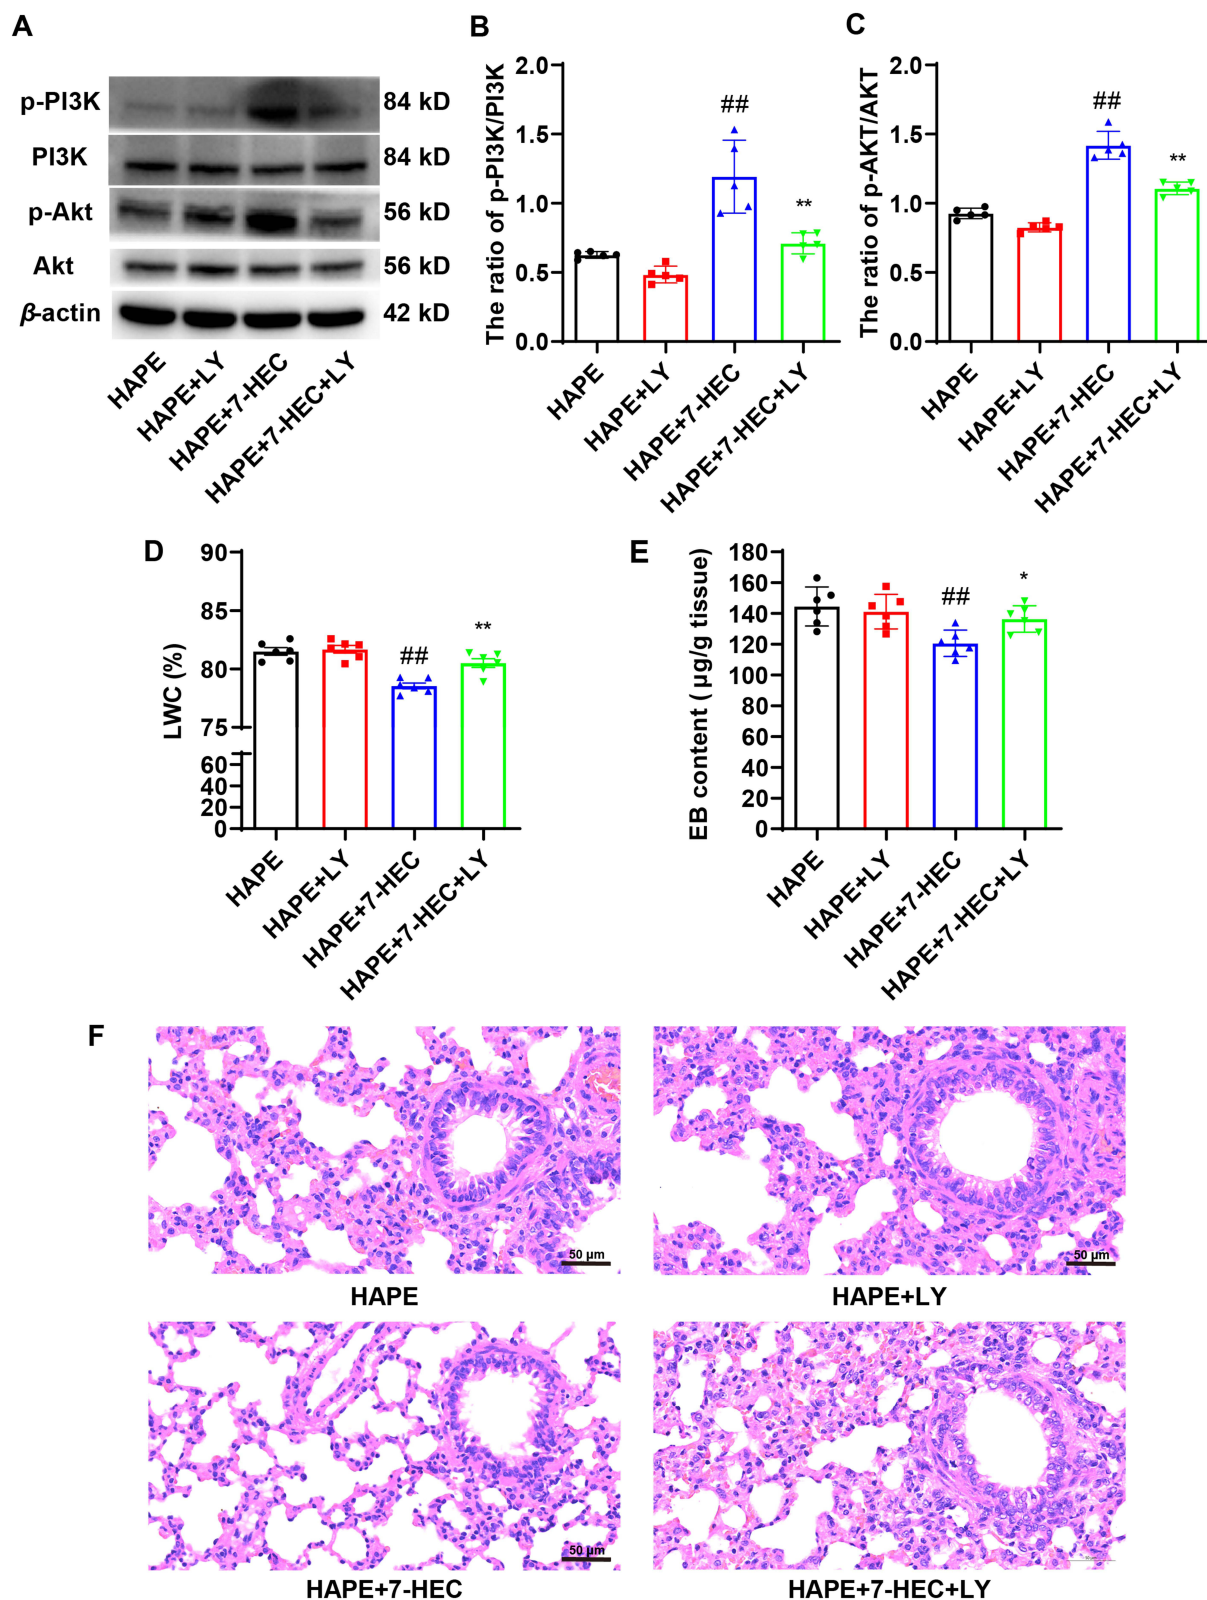 A
p-PI3K 84 kD
PI3K 84 kD
p-Akt 56 kD
Akt 56 kD
β-actin 42 kD
HAPE
HAPE+LY
HAPE+7-HEC
HAPE+7-HEC+LY
B
The ratio of p-PI3K/PI3K
2.0
1.5
1.0
0.5
0.0
##
**
HAPE
HAPE+LY
HAPE+7-HEC
HAPE+7-HEC+LY
C
The ratio of p-AKT/AKT
2.0
1.5
1.0
0.5
0.0
##
**
HAPE
HAPE+LY
HAPE+7-HEC
HAPE+7-HEC+LY
D
LWC (%)
90
85
80
75
60
40
20
0
##
**
HAPE
HAPE+LY
HAPE+7-HEC
HAPE+7-HEC+LY
E
EB content ( μg/g tissue)
180
160
140
120
100
80
60
40
20
0
##
*
HAPE
HAPE+LY
HAPE+7-HEC
HAPE+7-HEC+LY
F
50 μm
50 μm
HAPE
HAPE+LY
50 μm
HAPE+7-HEC
HAPE+7-HEC+LY